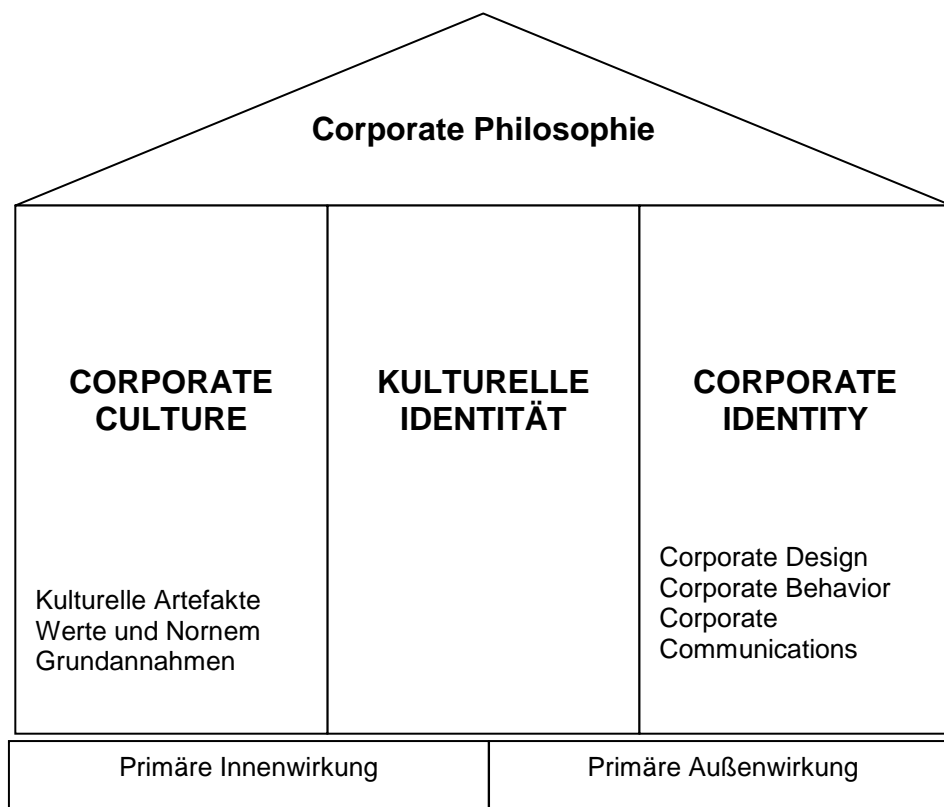 Corporate Philosophie
CORPORATE
CULTURE
Kulturelle Artefakte
Werte und Nornem
Grundannahmen
KULTURELLE
IDENTITÄT
CORPORATE
IDENTITY
Corporate Design
Corporate Behavior
Corporate
Communications
Primäre Innenwirkung
Primäre Außenwirkung